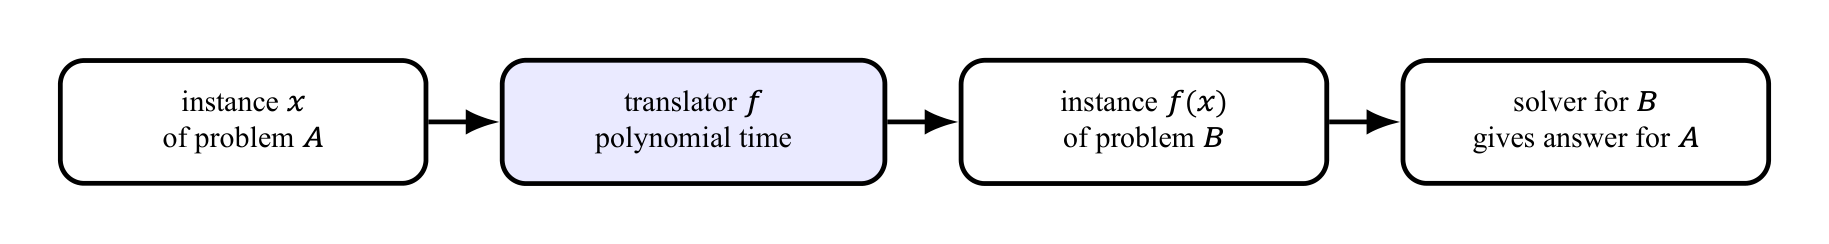 instance x
of problem A
translator f
polynomial time
instance f(x)
of problem B
solver for B
gives answer for A